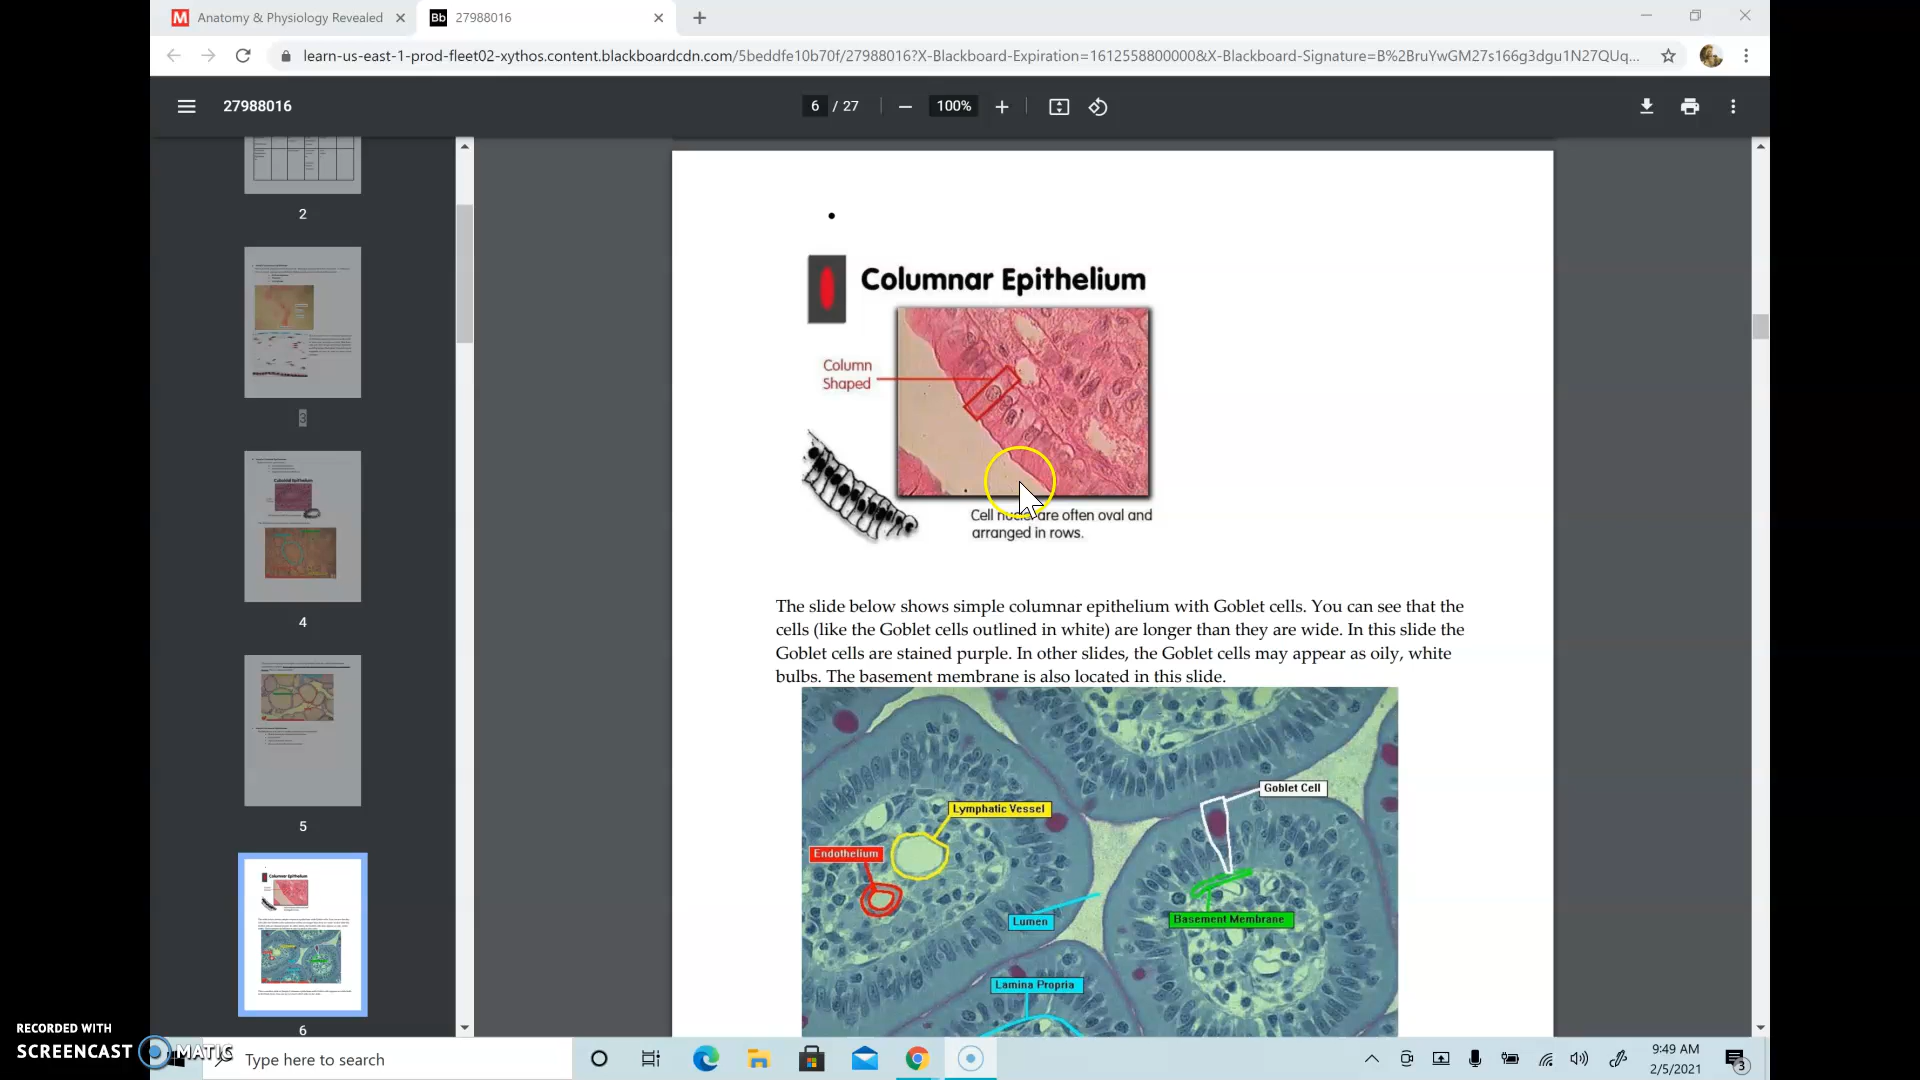 Anatomy & Physiology Revealed
Bb
27988016
learn-us-east-1-prod-fleet02-xythos.content.blackboardcdn.com/5beddfe10b70f/27988016?X-Blackboard-Expiration=1612558800000&X-Blackboard-Signature=B%2BruYwGM27s166g3dgu1N27QUq...
27988016
6 / 27
100%
2
3
4
5
6
Columnar Epithelium
Column
Shaped
Cell are often oval and
arranged in rows.
The slide below shows simple columnar epithelium with Goblet cells. You can see that the
cells (like the Goblet cells outlined in white) are longer than they are wide. In this slide the
Goblet cells are stained purple. In other slides, the Goblet cells may appear as oily, white
bulbs. The basement membrane is also located in this slide.
Goblet Cell
Lymphatic Vessel
Endothelium
Lumen
Basement Membrane
Lamina Propria
RECORDED WITH
SCREENCAST MATIC
Type here to search
9:49 AM
2/5/2021
3